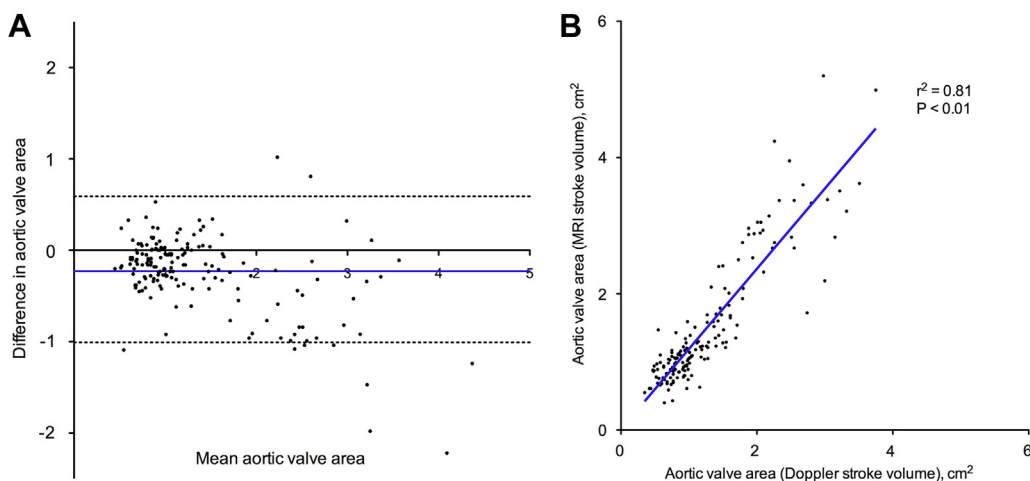 A
Difference in aortic valve area
2
1
0
-1
-2
2
3
4
5
Mean aortic valve area
B
Aortic valve area (MRI stroke volume), cm²
6
4
2
0
r² = 0.81
P < 0.01
0
2
4
6
Aortic valve area (Doppler stroke volume), cm²